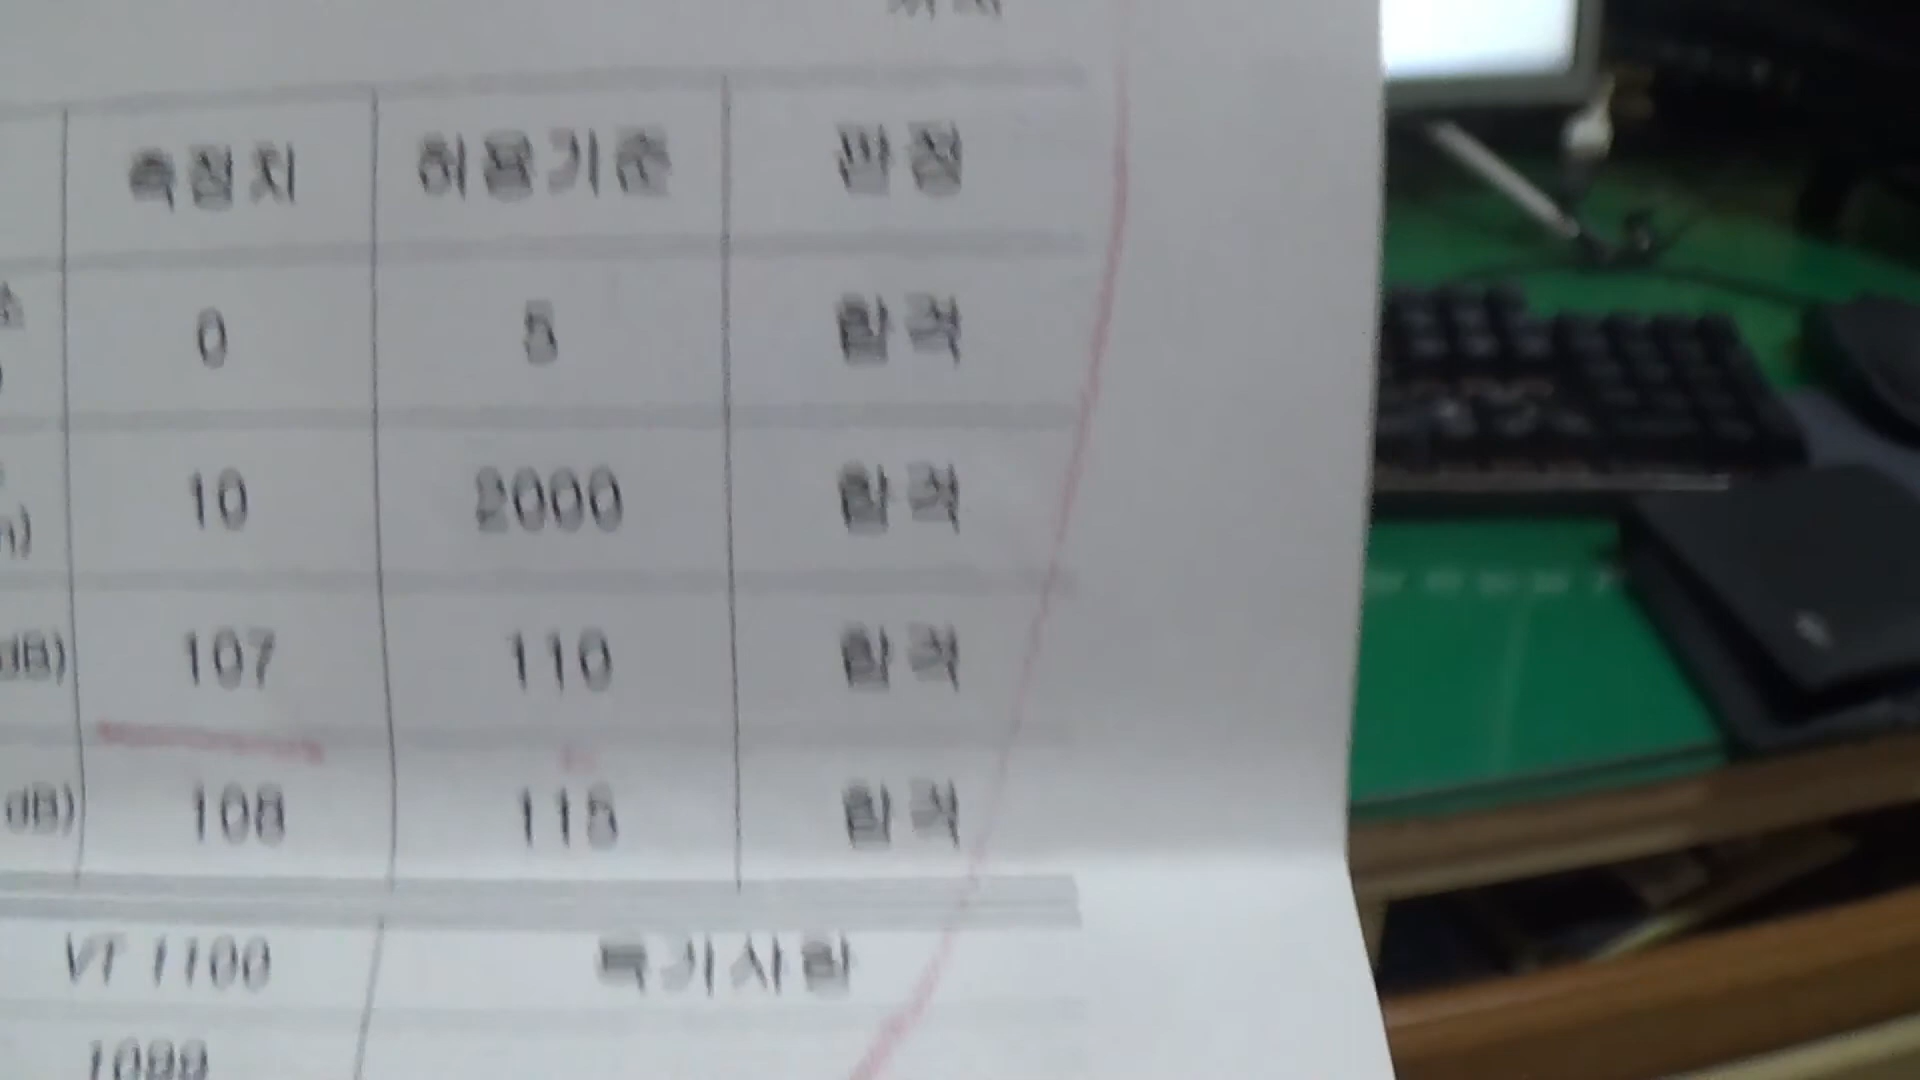 측정치 허용기준 판정
0 5 합격
10 2000 합격
dB) 107 110 합격
dB) 108 115 합격
VT 1100 특기사항